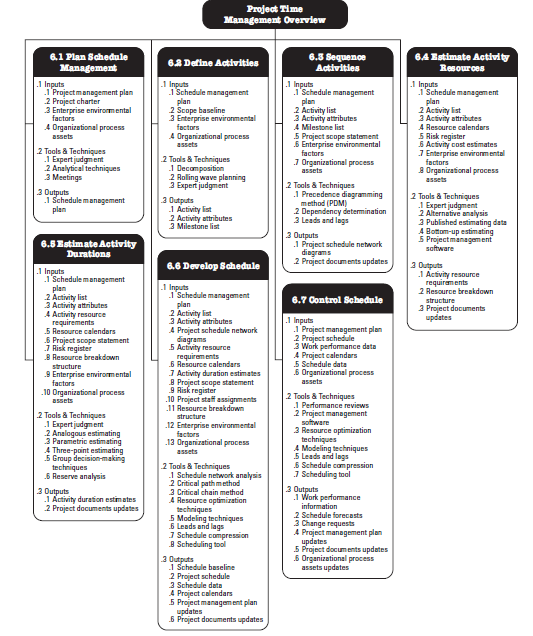 Project Time
Management Overview
6.1 Plan Schedule
Management
.1 Inputs
.1 Project management plan
.2 Project charter
.3 Enterprise environmental
factors
.4 Organizational process
assets
.2 Tools & Techniques
.1 Expert judgment
.2 Analytical techniques
.3 Meetings
.3 Outputs
.1 Schedule management
plan
6.2 Define Activities
.1 Inputs
.1 Schedule management
plan
.2 Scope baseline
.3 Enterprise environmental
factors
.4 Organizational process
assets
.2 Tools & Techniques
.1 Decomposition
.2 Rolling wave planning
.3 Expert judgment
.3 Outputs
.1 Activity list
.2 Activity attributes
.3 Milestone list
6.3 Sequence
Activities
.1 Inputs
.1 Schedule management
plan
.2 Activity list
.3 Activity attributes
.4 Milestone list
.5 Project scope statement
.6 Enterprise environmental
factors
.7 Organizational process
assets
.2 Tools & Techniques
.1 Precedence diagramming
method (PDM)
.2 Dependency determination
.3 Leads and lags
.3 Outputs
.1 Project schedule network
diagrams
.2 Project documents updates
6.4 Estimate Activity
Resources
.1 Inputs
.1 Schedule management
plan
.2 Activity list
.3 Activity attributes
.4 Resource calendars
.5 Risk register
.6 Activity cost estimates
.7 Enterprise environmental
factors
.8 Organizational process
assets
.2 Tools & Techniques
.1 Expert judgment
.2 Alternative analysis
.3 Published estimating data
.4 Bottom-up estimating
.5 Project management
software
.3 Outputs
.1 Activity resource
requirements
.2 Resource breakdown
structure
.3 Project documents
updates
6.5 Estimate Activity
Durations
.1 Inputs
.1 Schedule management
plan
.2 Activity list
.3 Activity attributes
.4 Activity resource
requirements
.5 Resource calendars
.6 Project scope statement
.7 Risk register
.8 Resource breakdown
structure
.9 Enterprise environmental
factors
.10 Organizational process
assets
.2 Tools & Techniques
.1 Expert judgment
.2 Analogous estimating
.3 Parametric estimating
.4 Three-point estimating
.5 Group decision-making
techniques
.6 Reserve analysis
.3 Outputs
.1 Activity duration estimates
.2 Project documents updates
6.6 Develop Schedule
.1 Inputs
.1 Schedule management
plan
.2 Activity list
.3 Activity attributes
.4 Project schedule network
diagrams
.5 Activity resource
requirements
.6 Resource calendars
.7 Activity duration estimates
.8 Project scope statement
.9 Risk register
.10 Project staff assignments
.11 Resource breakdown
structure
.12 Enterprise environmental
factors
.13 Organizational process
assets
.2 Tools & Techniques
.1 Schedule network analysis
.2 Critical path method
.3 Critical chain method
.4 Resource optimization
techniques
.5 Modeling techniques
.6 Leads and lags
.7 Schedule compression
.8 Scheduling tool
.3 Outputs
.1 Schedule baseline
.2 Project schedule
.3 Schedule data
.4 Project calendars
.5 Project management plan
updates
.6 Project documents updates
6.7 Control Schedule
.1 Inputs
.1 Project management plan
.2 Project schedule
.3 Work performance data
.4 Project calendars
.5 Schedule data
.6 Organizational process
assets
.2 Tools & Techniques
.1 Performance reviews
.2 Project management
software
.3 Resource optimization
techniques
.4 Modeling techniques
.5 Leads and lags
.6 Schedule compression
.7 Scheduling tool
.3 Outputs
.1 Work performance
information
.2 Schedule forecasts
.3 Change requests
.4 Project management plan
updates
.5 Project documents updates
.6 Organizational process
assets updates